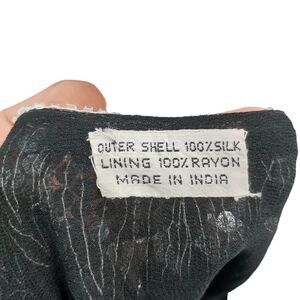 OUTER SHELL 100% SILK
LINING 100% RAYON
MADE IN INDIA